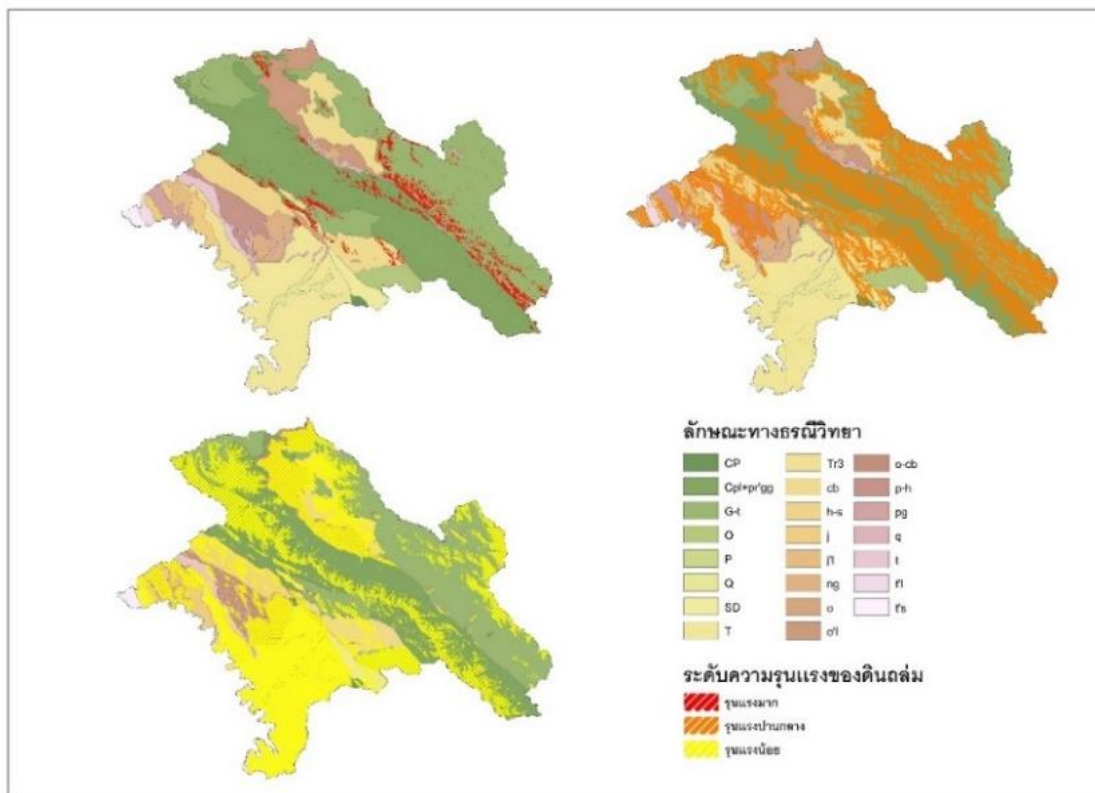 ลักษณะทางธรณีวิทยา
CP Tr3 o-cb
Cpl+pr'gg cb p-h
G-t h-s pg
O j q
P j'l t
Q ng t'l
SD o t's
T o'l
ระดับความรุนแรงของดินถล่ม
รุนแรงมาก
รุนแรงปานกลาง
รุนแรงน้อย